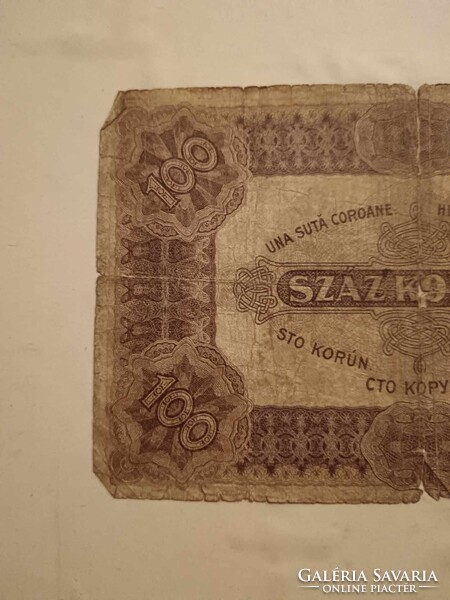 100
UNA SUTĂ COROANE. H
SZÁZ KO
STO KORÚN.
СТО КОРУ
100
GALÉRIA SAVARIA
ONLINE PIACTÉR